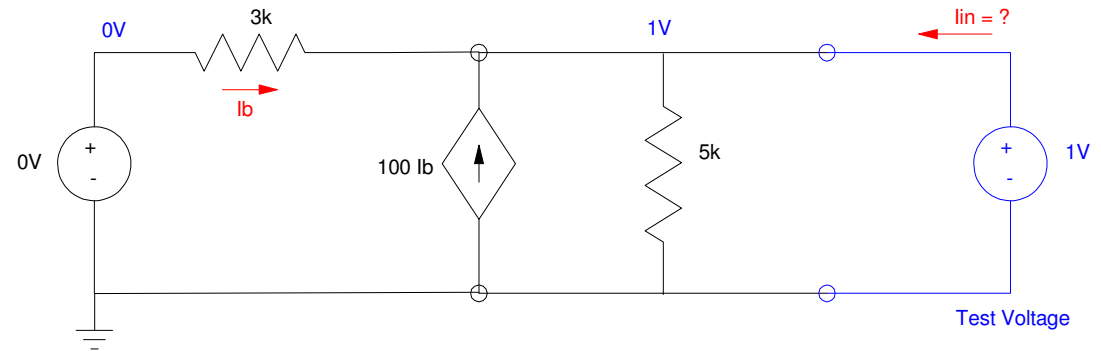 3k
Iin = ?
0V
1V
Ib
0V
+
-
100 Ib
5k
+
-
1V
Test Voltage